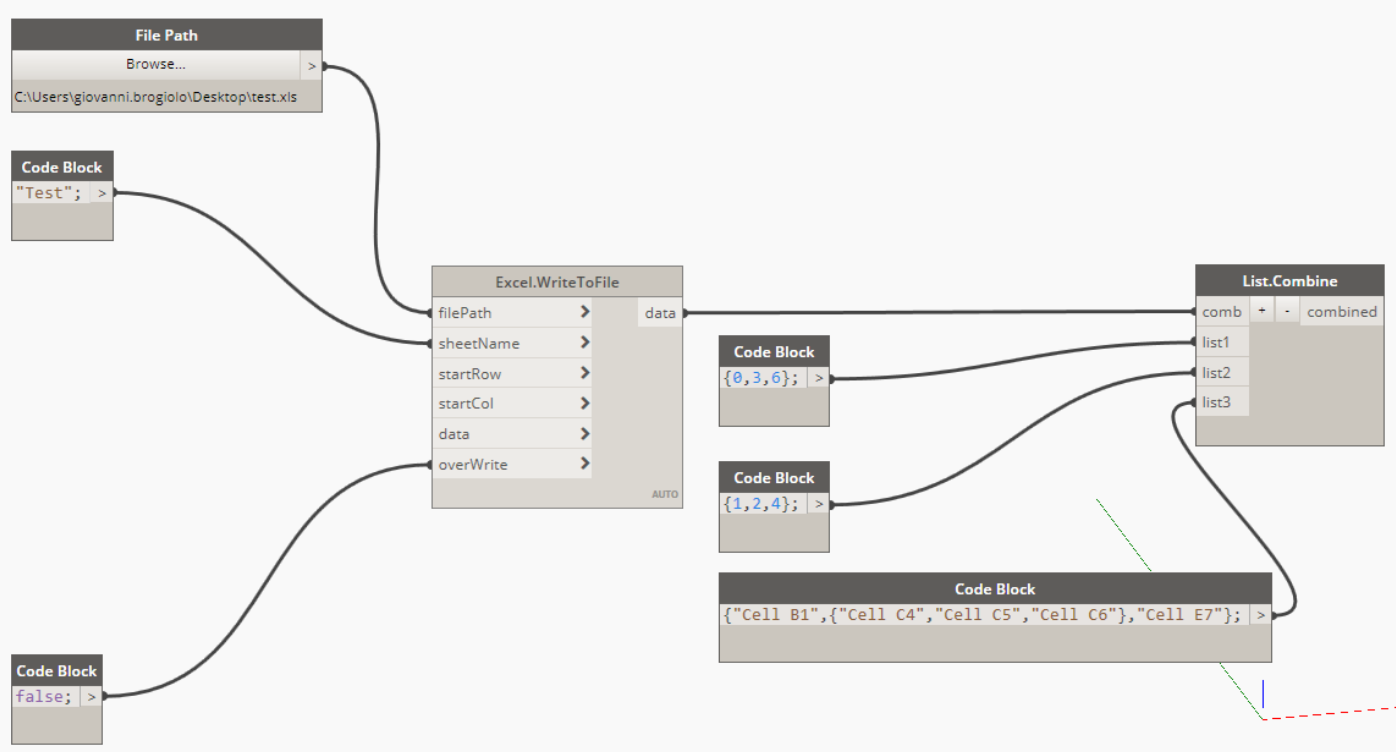 File Path
Browse...
>
C:\Users\giovanni.brogiolo\Desktop\test.xls
Code Block
"Test"; >
Excel.WriteToFile
filePath > data
sheetName >
startRow >
startCol >
data >
overWrite >
AUTO
Code Block
false; >
Code Block
{0,3,6}; >
Code Block
{1,2,4}; >
Code Block
{"Cell B1",{"Cell C4","Cell C5","Cell C6"},"Cell E7"}; >
List.Combine
comb + - combined
list1
list2
list3